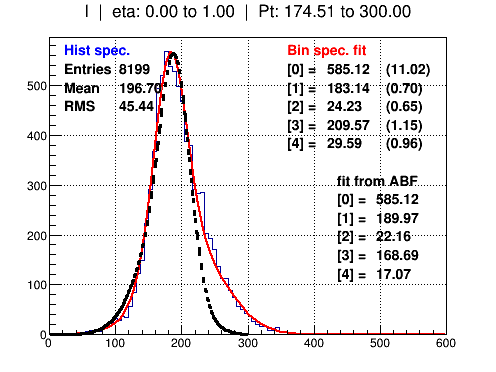 I | eta: 0.00 to 1.00 | Pt: 174.51 to 300.00
Hist spec.
Entries 8199
Mean 196.76
RMS 45.44
Bin spec. fit
[0] = 585.12 (11.02)
[1] = 183.14 (0.70)
[2] = 24.23 (0.65)
[3] = 209.57 (1.15)
[4] = 29.59 (0.96)
fit from ABF
[0] = 585.12
[1] = 189.97
[2] = 22.16
[3] = 168.69
[4] = 17.07
500
400
300
200
100
0
0 100 200 300 400 500 600